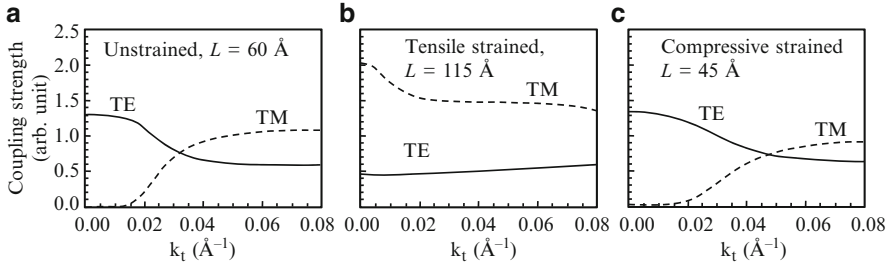 a
Unstrained, L = 60 Å
TE
TM
Coupling strength
(arb. unit)
2.5
2.0
1.5
1.0
0.5
0.0
0.00 0.02 0.04 0.06 0.08
k_t (Å⁻¹)
b
Tensile strained,
L = 115 Å
TE
0.00 0.02 0.04 0.06 0.08
k_t (Å⁻¹)
c
Compressive strained
L = 45 Å
TE
TM
0.00 0.02 0.04 0.06 0.08
k_t (Å⁻¹)
TM